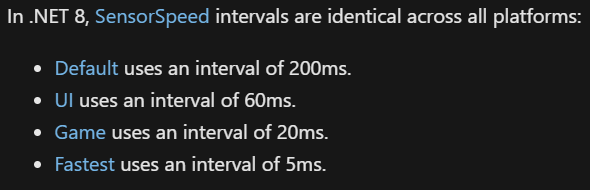 In .NET 8, SensorSpeed intervals are identical across all platforms:
• Default uses an interval of 200ms.
• UI uses an interval of 60ms.
• Game uses an interval of 20ms.
• Fastest uses an interval of 5ms.